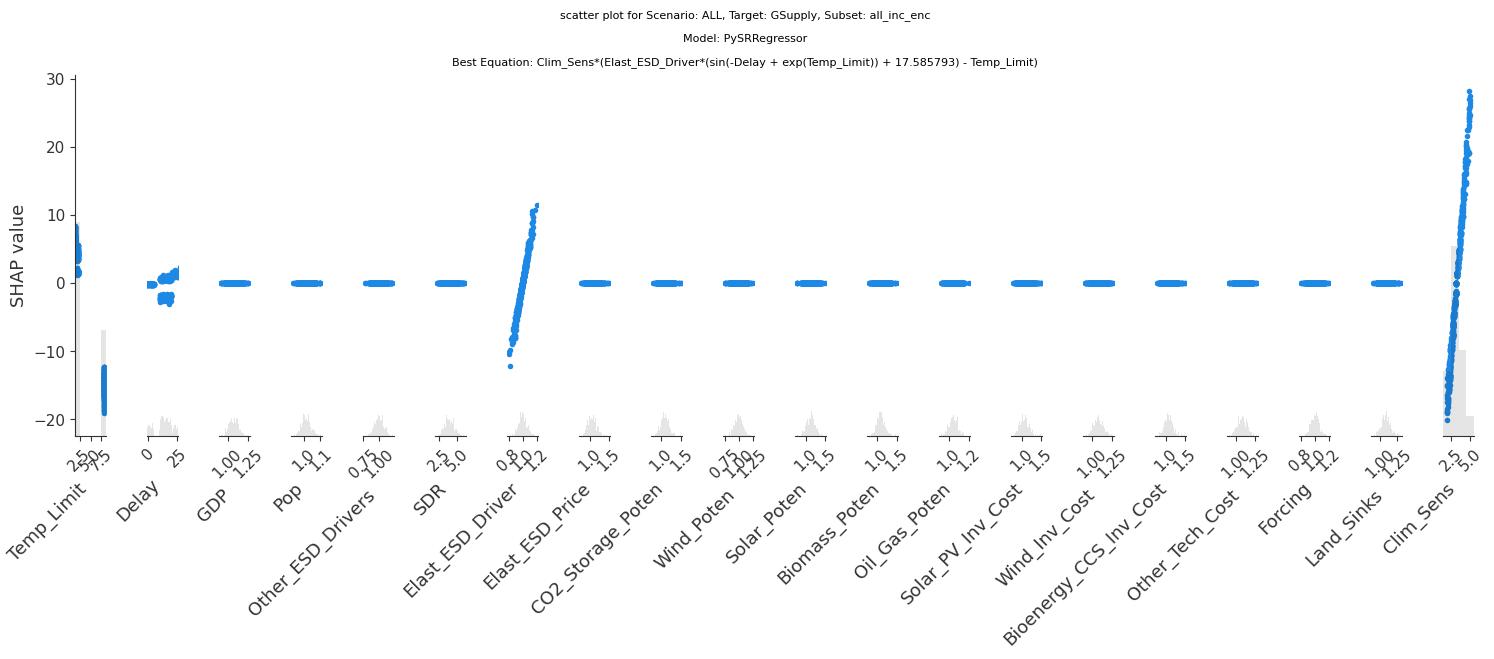 scatter plot for Scenario: ALL, Target: GSupply, Subset: all_inc_enc
Model: PySRRegressor
Best Equation: Clim_Sens*(Elast_ESD_Driver*(sin(-Delay + exp(Temp_Limit)) + 17.585793) - Temp_Limit)
SHAP value
30
20
10
0
−10
−20
2.5 5.0 7.5
Temp_Limit
0 25
Delay
1.00 1.25
GDP
1.0 1.1
Pop
0.75 1.00
Other_ESD_Drivers
2.5 5.0
SDR
0.8 1.0 1.2
Elast_ESD_Driver
1.0 1.5
Elast_ESD_Price
1.0 1.5
CO2_Storage_Poten
0.75 1.00 1.25
Wind_Poten
1.0 1.5
Solar_Poten
1.0 1.5
Biomass_Poten
1.0 1.2
Oil_Gas_Poten
1.0 1.5
Solar_PV_Inv_Cost
1.00 1.25
Wind_Inv_Cost
1.0 1.5
Bioenergy_CCS_Inv_Cost
1.00 1.25
Other_Tech_Cost
0.8 1.0 1.2
Forcing
1.00 1.25
Land_Sinks
2.5 5.0
Clim_Sens